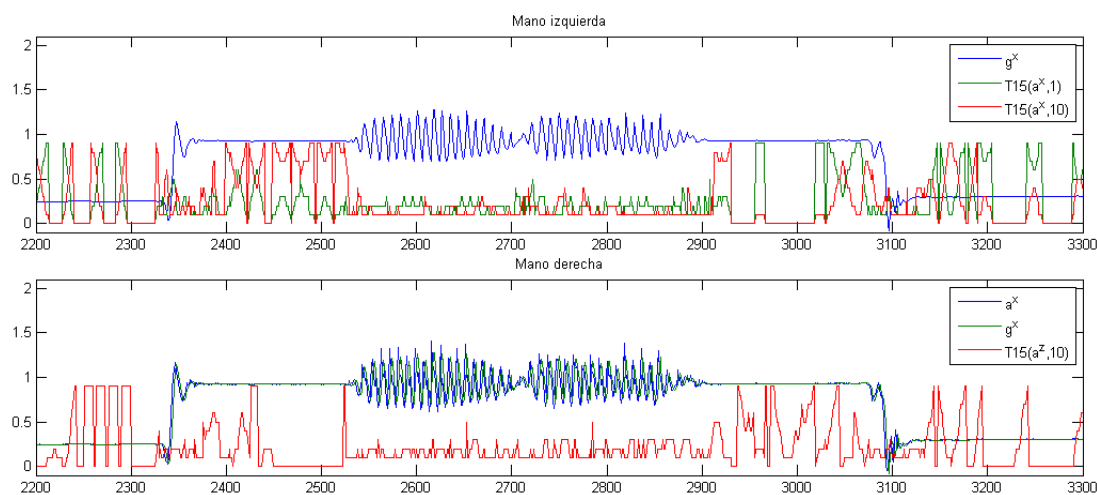 Mano izquierda
2
1.5
1
0.5
0
g^x
T15(a^x,1)
T15(a^x,10)
2200 2300 2400 2500 2600 2700 2800 2900 3000 3100 3200 3300
Mano derecha
2
1.5
1
0.5
0
a^x
g^x
T15(a^z,10)
2200 2300 2400 2500 2600 2700 2800 2900 3000 3100 3200 3300